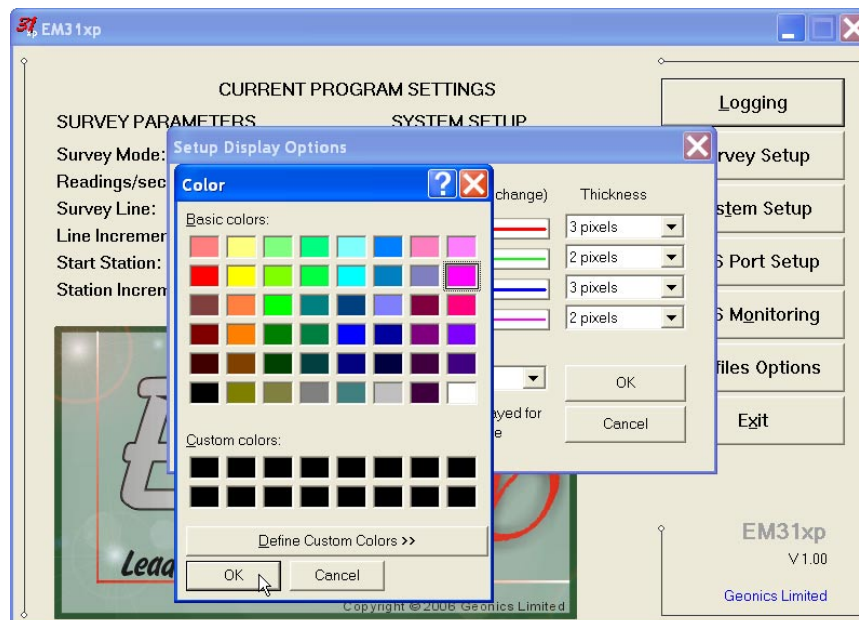 EM31xp
CURRENT PROGRAM SETTINGS
SURVEY PARAMETERS
SYSTEM SETUP
Survey Mode:
Readings/sec
Survey Line:
Line Incremen
Start Station:
Station Increm
Logging
rvey Setup
stem Setup
S Port Setup
S Monitoring
files Options
Exit
Setup Display Options
change)
Thickness
3 pixels
2 pixels
3 pixels
2 pixels
OK
Cancel
ayed for
e
Color
Basic colors:
Custom colors:
Define Custom Colors >>
OK
Cancel
Copyright © 2006 Geonics Limited
EM31xp
V 1.00
Geonics Limited